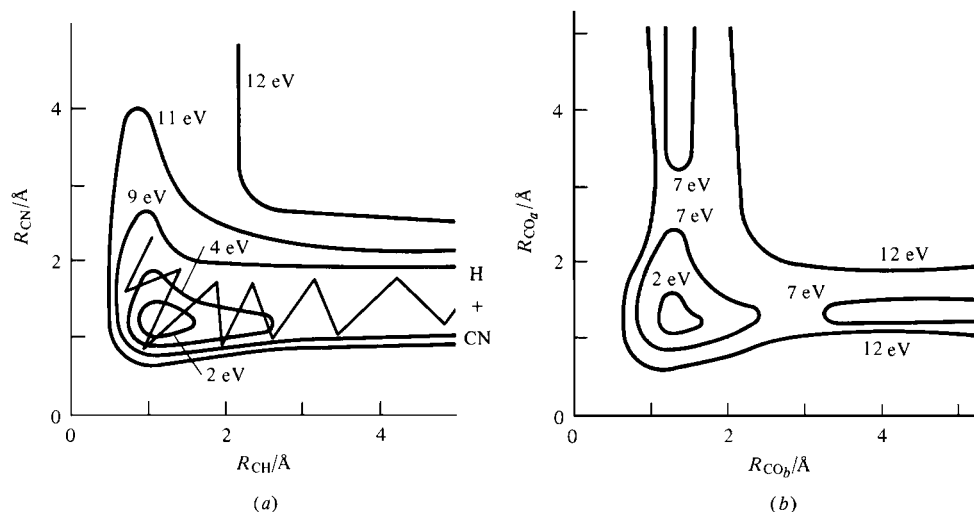 12 eV
11 eV
9 eV
4 eV
2 eV
H
+
CN
R_CN/Å
4
2
0
0 2 4
R_CH/Å
(a)
7 eV
7 eV
2 eV
7 eV
12 eV
12 eV
R_COa/Å
4
2
0
0 2 4
R_COb/Å
(b)